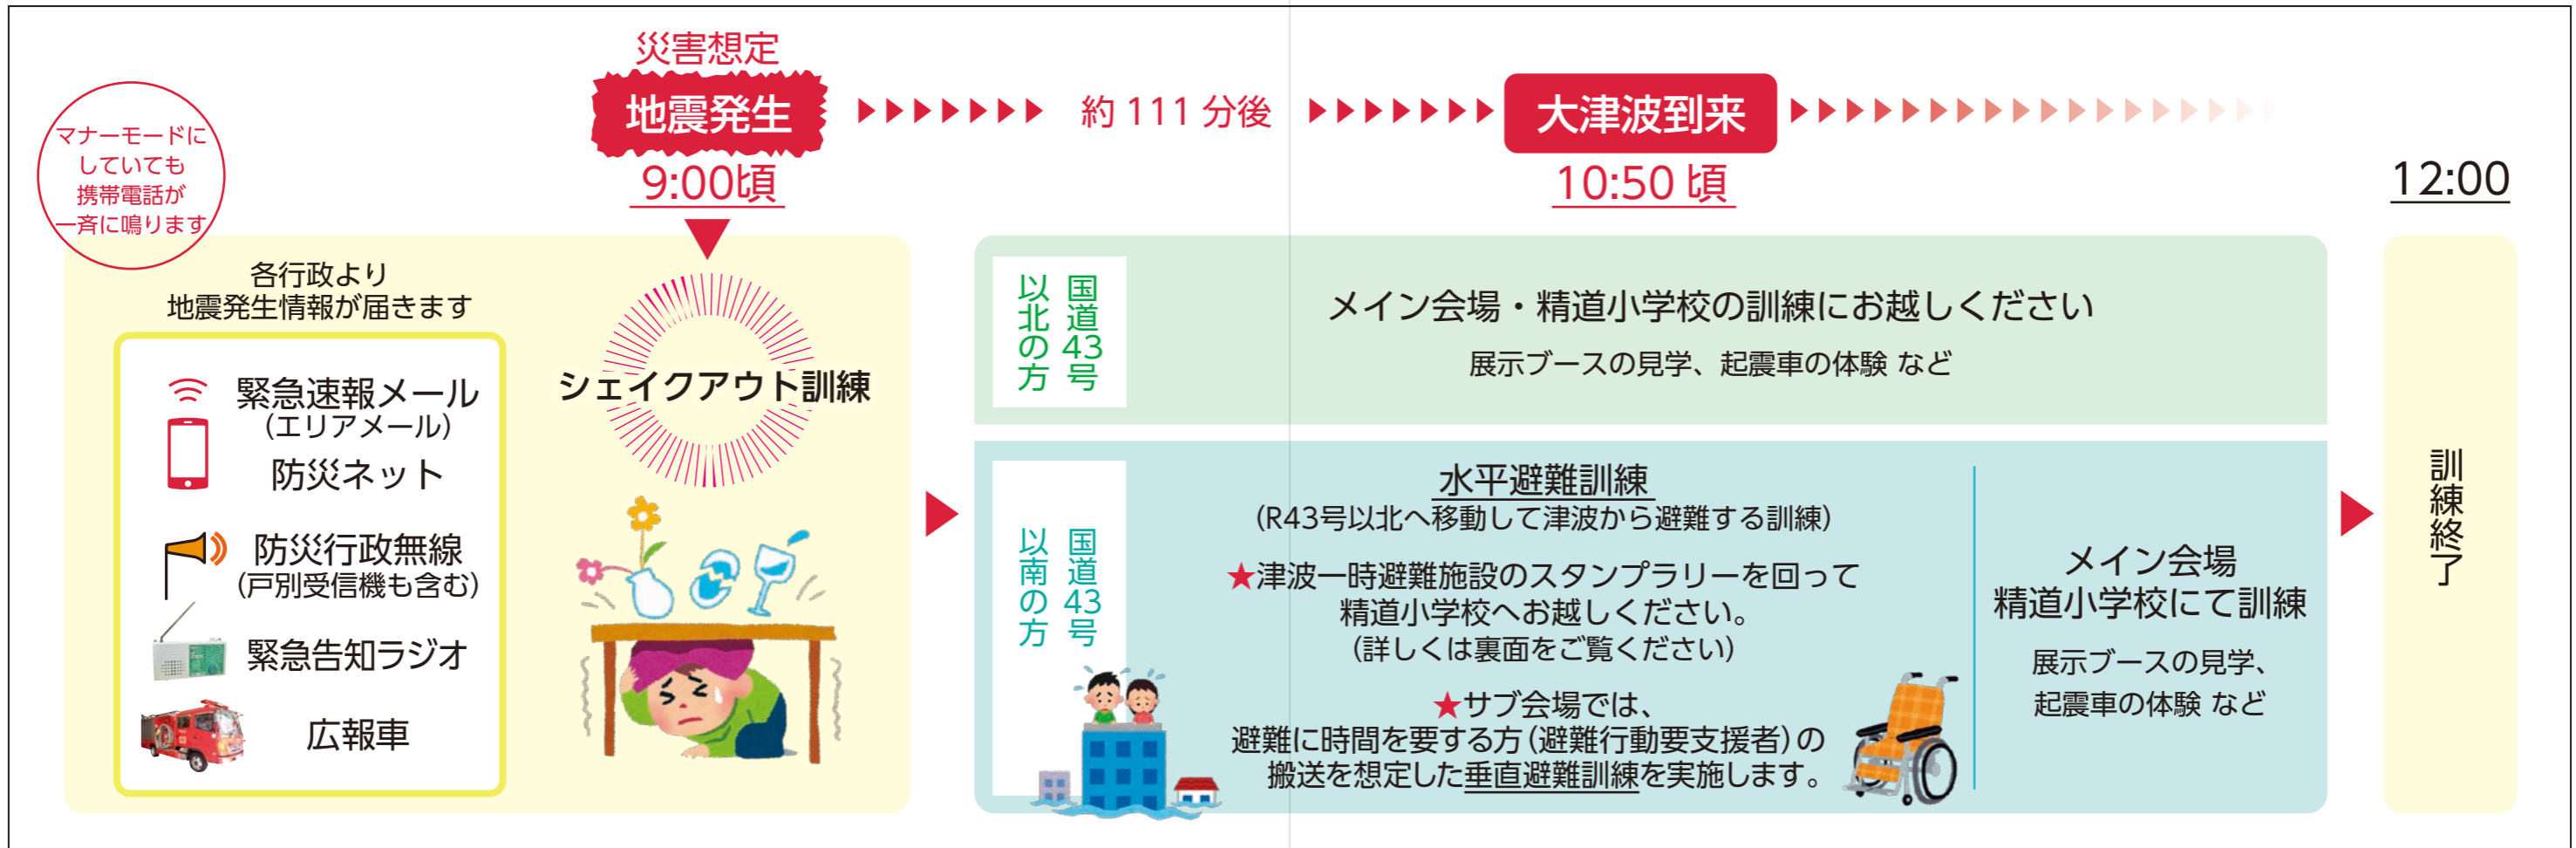 災害想定
地震発生
9:00頃
約 111 分後
大津波到来
10:50 頃
12:00
マナーモードに
していても
携帯電話が
一斉に鳴ります
各行政より
地震発生情報が届きます
緊急速報メール
（エリアメール）
防災ネット
防災行政無線
（戸別受信機も含む）
緊急告知ラジオ
広報車
シェイクアウト訓練
国道43号
以北の方
メイン会場・精道小学校の訓練にお越しください
展示ブースの見学、起震車の体験 など
国道43号
以南の方
水平避難訓練
（R43号以北へ移動して津波から避難する訓練）
★津波一時避難施設のスタンプラリーを回って
精道小学校へお越しください。
（詳しくは裏面をご覧ください）
★サブ会場では、
避難に時間を要する方（避難行動要支援者）の
搬送を想定した垂直避難訓練を実施します。
メイン会場
精道小学校にて訓練
展示ブースの見学、
起震車の体験 など
訓練終了